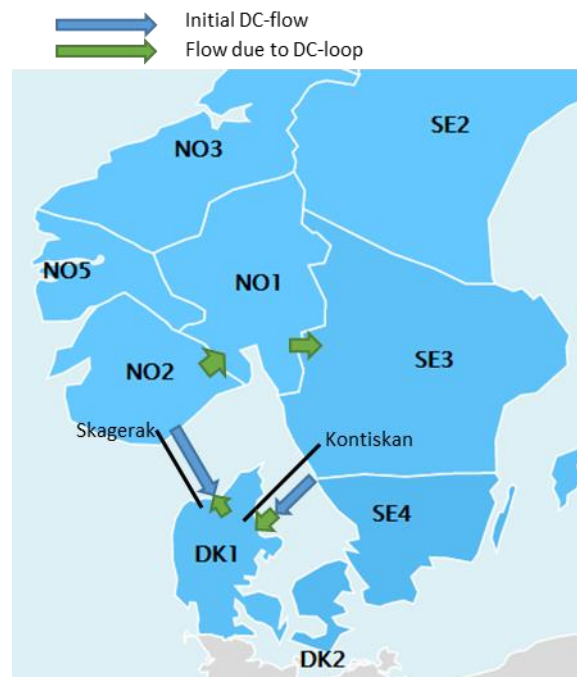 Initial DC-flow
Flow due to DC-loop
SE2
NO3
NO5
NO1
NO2
SE3
Skagerak
Kontiskan
SE4
DK1
DK2